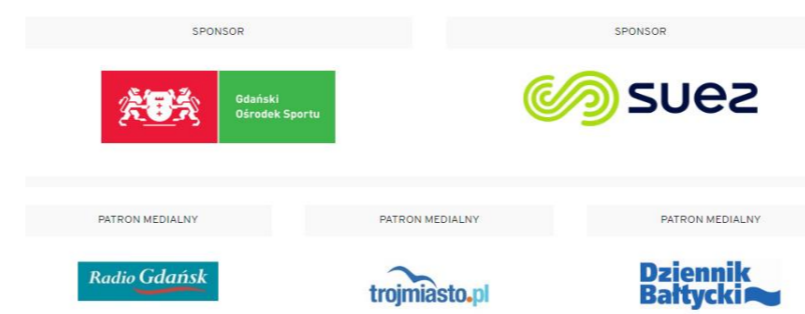 SPONSOR
SPONSOR
Gdański
Ośrodek Sportu
suez
PATRON MEDIALNY
PATRON MEDIALNY
PATRON MEDIALNY
Radio Gdańsk
trojmiasto.pl
Dziennik
Bałtycki